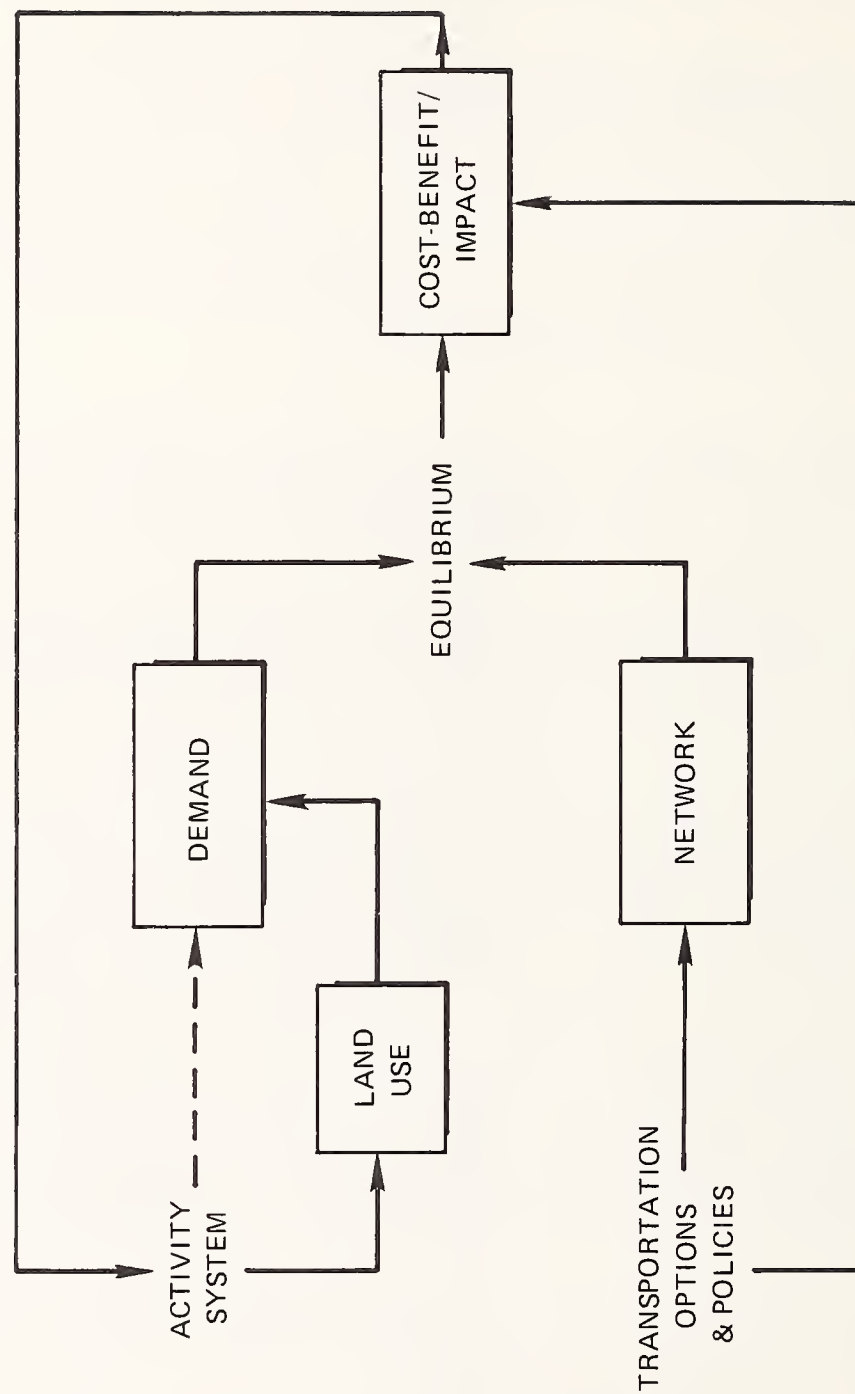 ACTIVITY
SYSTEM
DEMAND
LAND
USE
EQUILIBRIUM
COST-BENEFIT/
IMPACT
TRANSPORTATION
OPTIONS
& POLICIES
NETWORK